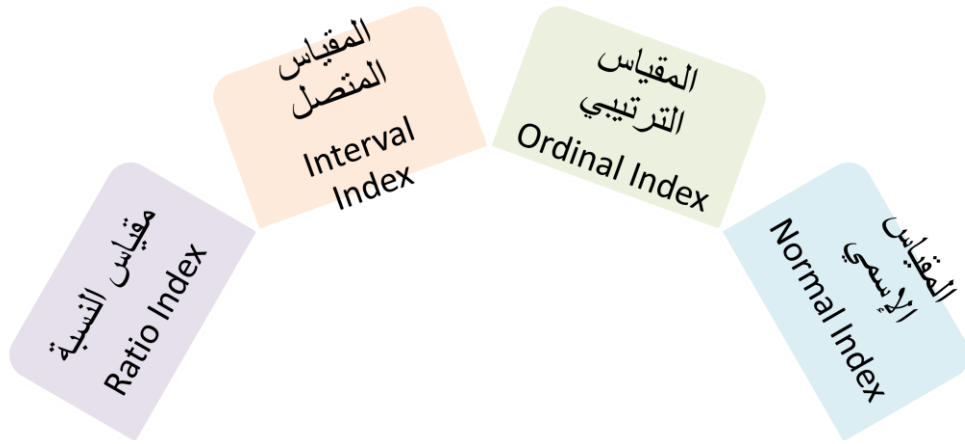 المقياس
الإسمي
Normal Index
المقياس
الترتيبي
Ordinal Index
المقياس
المتصل
Interval
Index
مقياس النسبة
Ratio Index